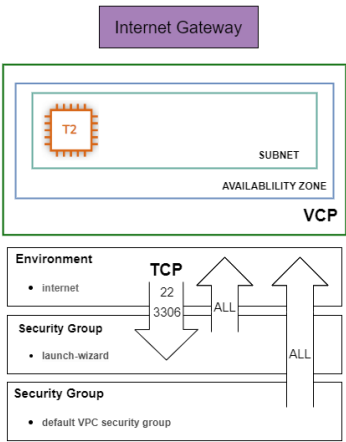 Internet Gateway
T2
SUBNET
AVAILABLILITY ZONE
VCP
Environment
• internet
TCP
22
3306
ALL
Security Group
• launch-wizard
ALL
Security Group
• default VPC security group